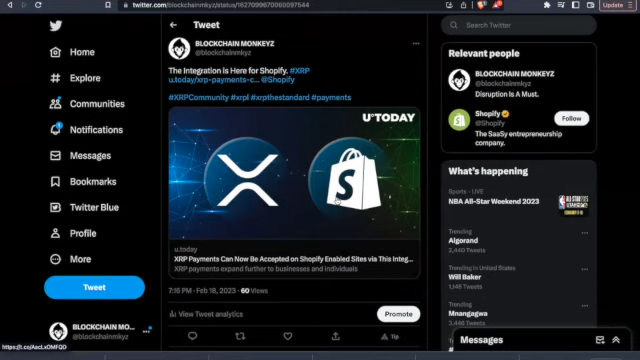 twitter.com/blockchainmkyz/status/1627099670060097544
Update
Home
Explore
Communities
Notifications
Messages
Bookmarks
Twitter Blue
Profile
More
Tweet
BLOCKCHAIN MON...
@blockchainmkyz
Tweet
BLOCKCHAIN MONKEYZ
@blockchainmkyz
The Integration is Here for Shopify. #XRP
u.today/xrp-payments-c... @Shopify
#XRPCommunity #xrpl #xrpthestandard #payments
U TODAY
S
u.today
XRP Payments Can Now be Accepted on Shopify Enabled Sites via This Integ...
XRP payments expand further to businesses and individuals
7:16 PM · Feb 18, 2023 · 60 Views
View Tweet analytics
Promote
Tip
Search Twitter
Relevant people
BLOCKCHAIN MONKEYZ
@blockchainmkyz
Disruption Is A Must.
Shopify
@Shopify
Follow
The SaaSy entrepreneurship
company.
What's happening
Sports · LIVE
NBA All-Star Weekend 2023
Trending
Algorand
2,440 Tweets
Trending in United States
Will Baker
1,148 Tweets
Trending
Mnangagwa
Messages